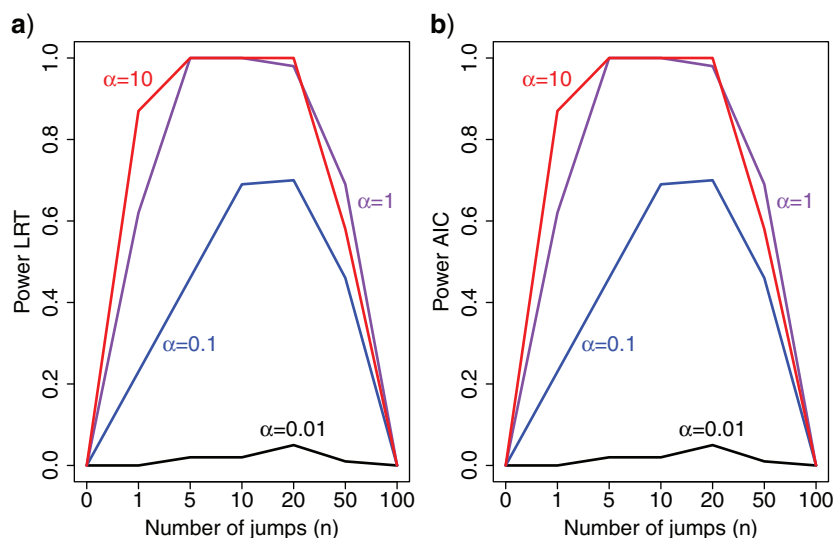 a)
Power LRT
1.0
0.8
0.6
0.4
0.2
0.0
α=10
α=1
α=0.1
α=0.01
0 1 5 10 20 50 100
Number of jumps (n)
b)
Power AIC
1.0
0.8
0.6
0.4
0.2
0.0
α=10
α=1
α=0.1
α=0.01
0 1 5 10 20 50 100
Number of jumps (n)